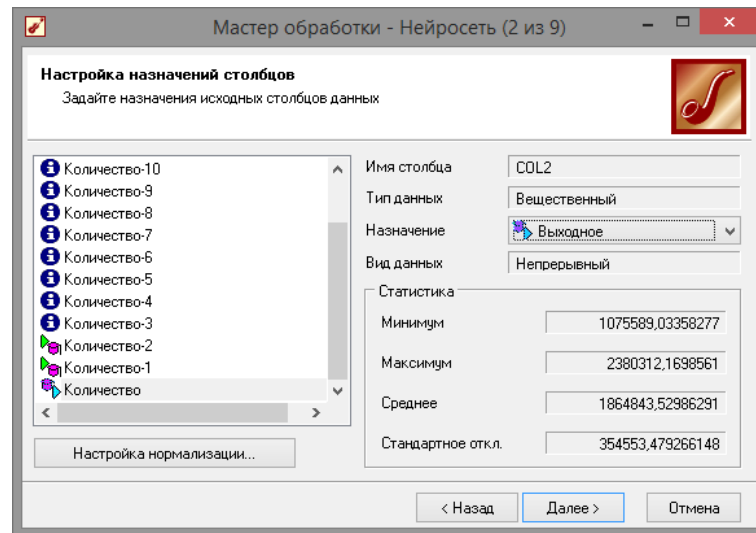 Мастер обработки - Нейросеть (2 из 9)
Настройка назначений столбцов
Задайте назначения исходных столбцов данных
Количество-10
Количество-9
Количество-8
Количество-7
Количество-6
Количество-5
Количество-4
Количество-3
Количество-2
Количество-1
Количество
Настройка нормализации...
Имя столбца COL2
Тип данных Вещественный
Назначение Выходное
Вид данных Непрерывный
Статистика
Минимум 1075589,03358277
Максимум 2380312,1698561
Среднее 1864843,52986291
Стандартное откл. 354553,479266148
< Назад Далее > Отмена